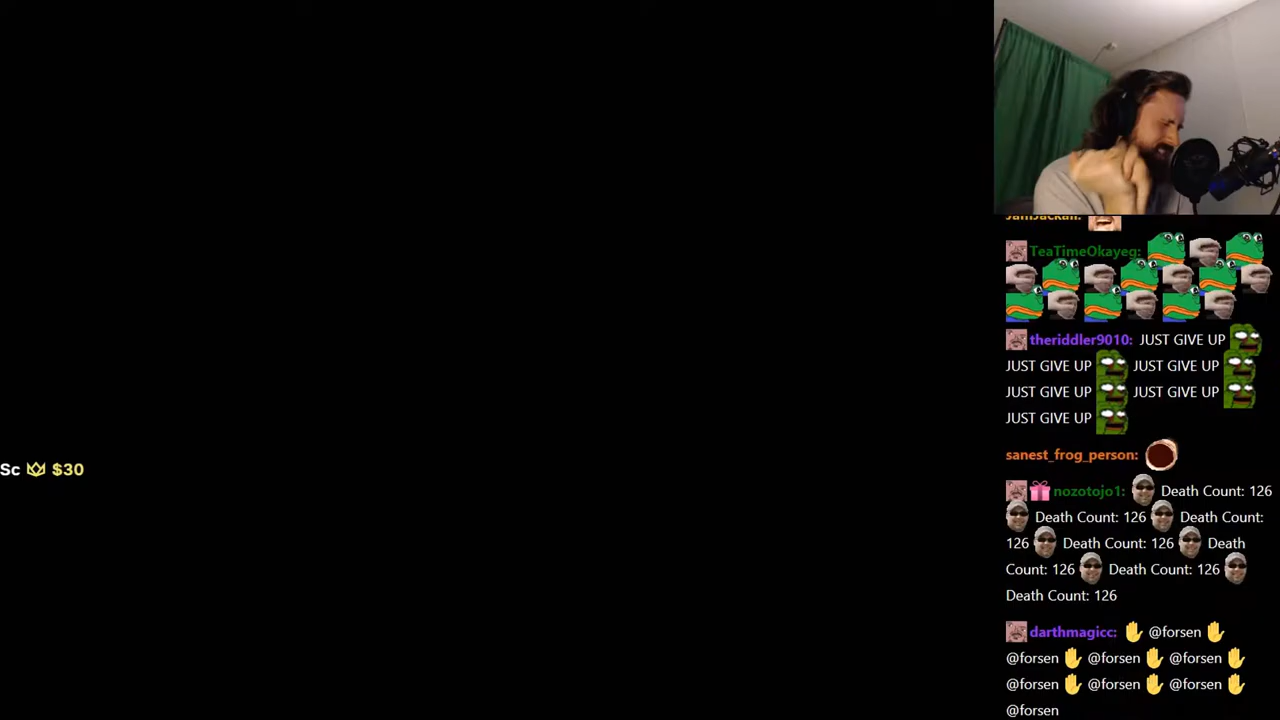 JamJackal:
TeaTimeOkayeg:
theriddler9010: JUST GIVE UP
JUST GIVE UP JUST GIVE UP
JUST GIVE UP JUST GIVE UP
JUST GIVE UP
sanest_frog_person:
Sc $30
nozotojo1: Death Count: 126
Death Count: 126 Death Count:
126 Death Count: 126 Death
Count: 126 Death Count: 126
Death Count: 126
darthmagicc: ✋ @forsen ✋
@forsen ✋ @forsen ✋ @forsen ✋
@forsen ✋ @forsen ✋ @forsen ✋
@forsen